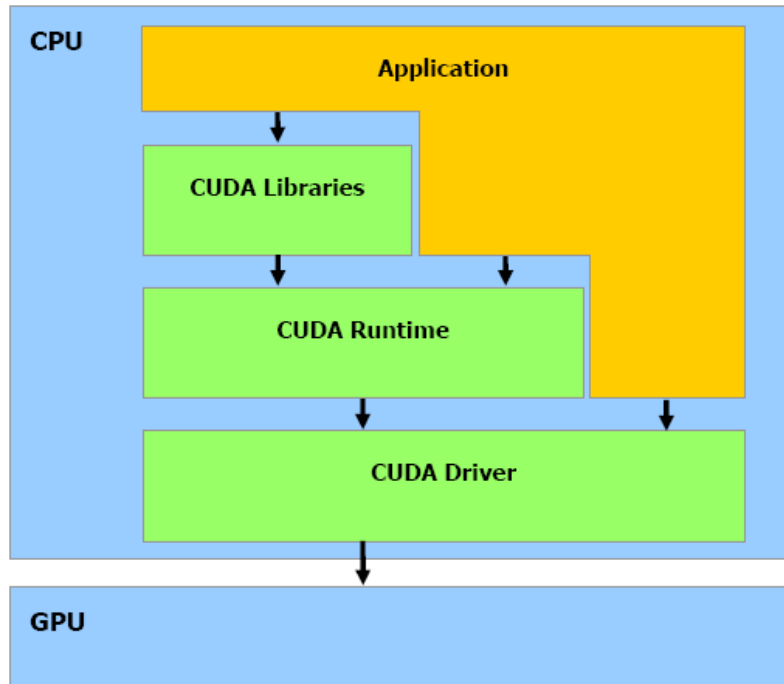 CPU
Application
CUDA Libraries
CUDA Runtime
CUDA Driver
GPU